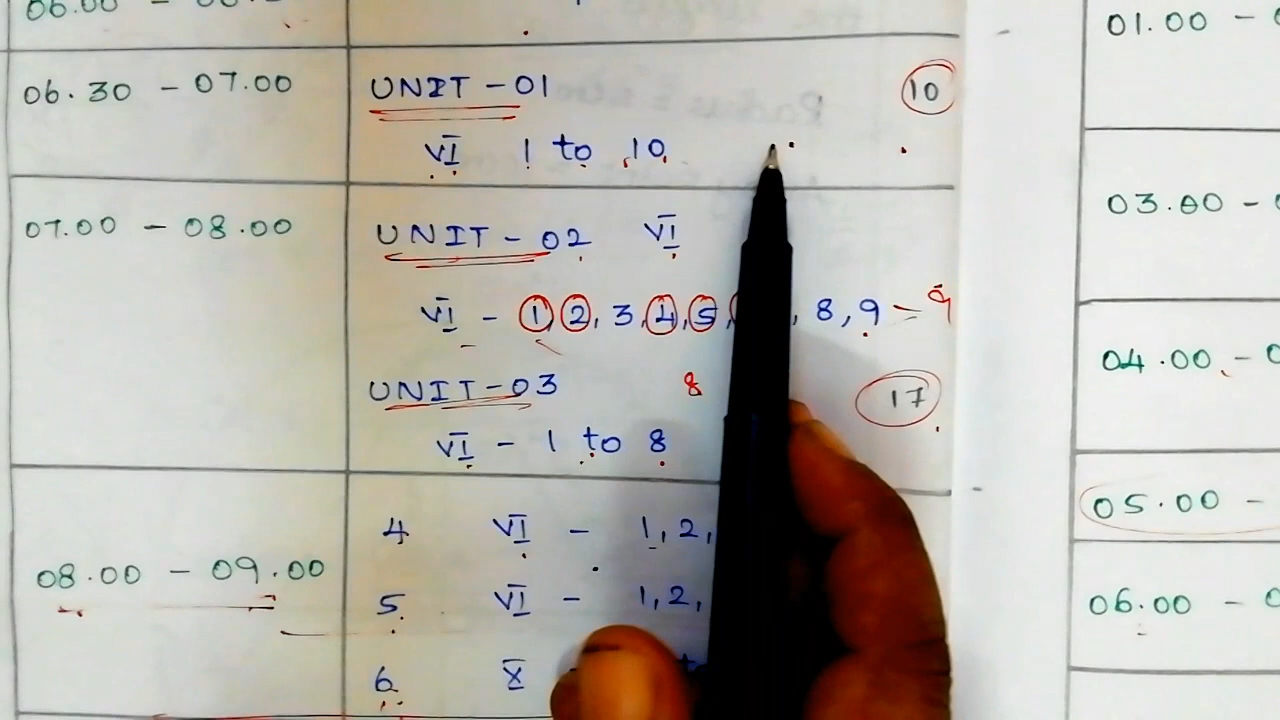 06.00 -
06.30 - 07.00 UNIT - 01 10
VI 1 to 10
07.00 - 08.00 UNIT - 02 VI
VI - 1, 2, 3, 4, 5, , 8, 9 - 9
UNIT-03 8 17
VI - 1 to 8
08.00 - 09.00 4 VI - 1, 2,
5 VI - 1, 2,
6 X
01.00 -
03.00 -
04.00 -
05.00 -
06.00 -